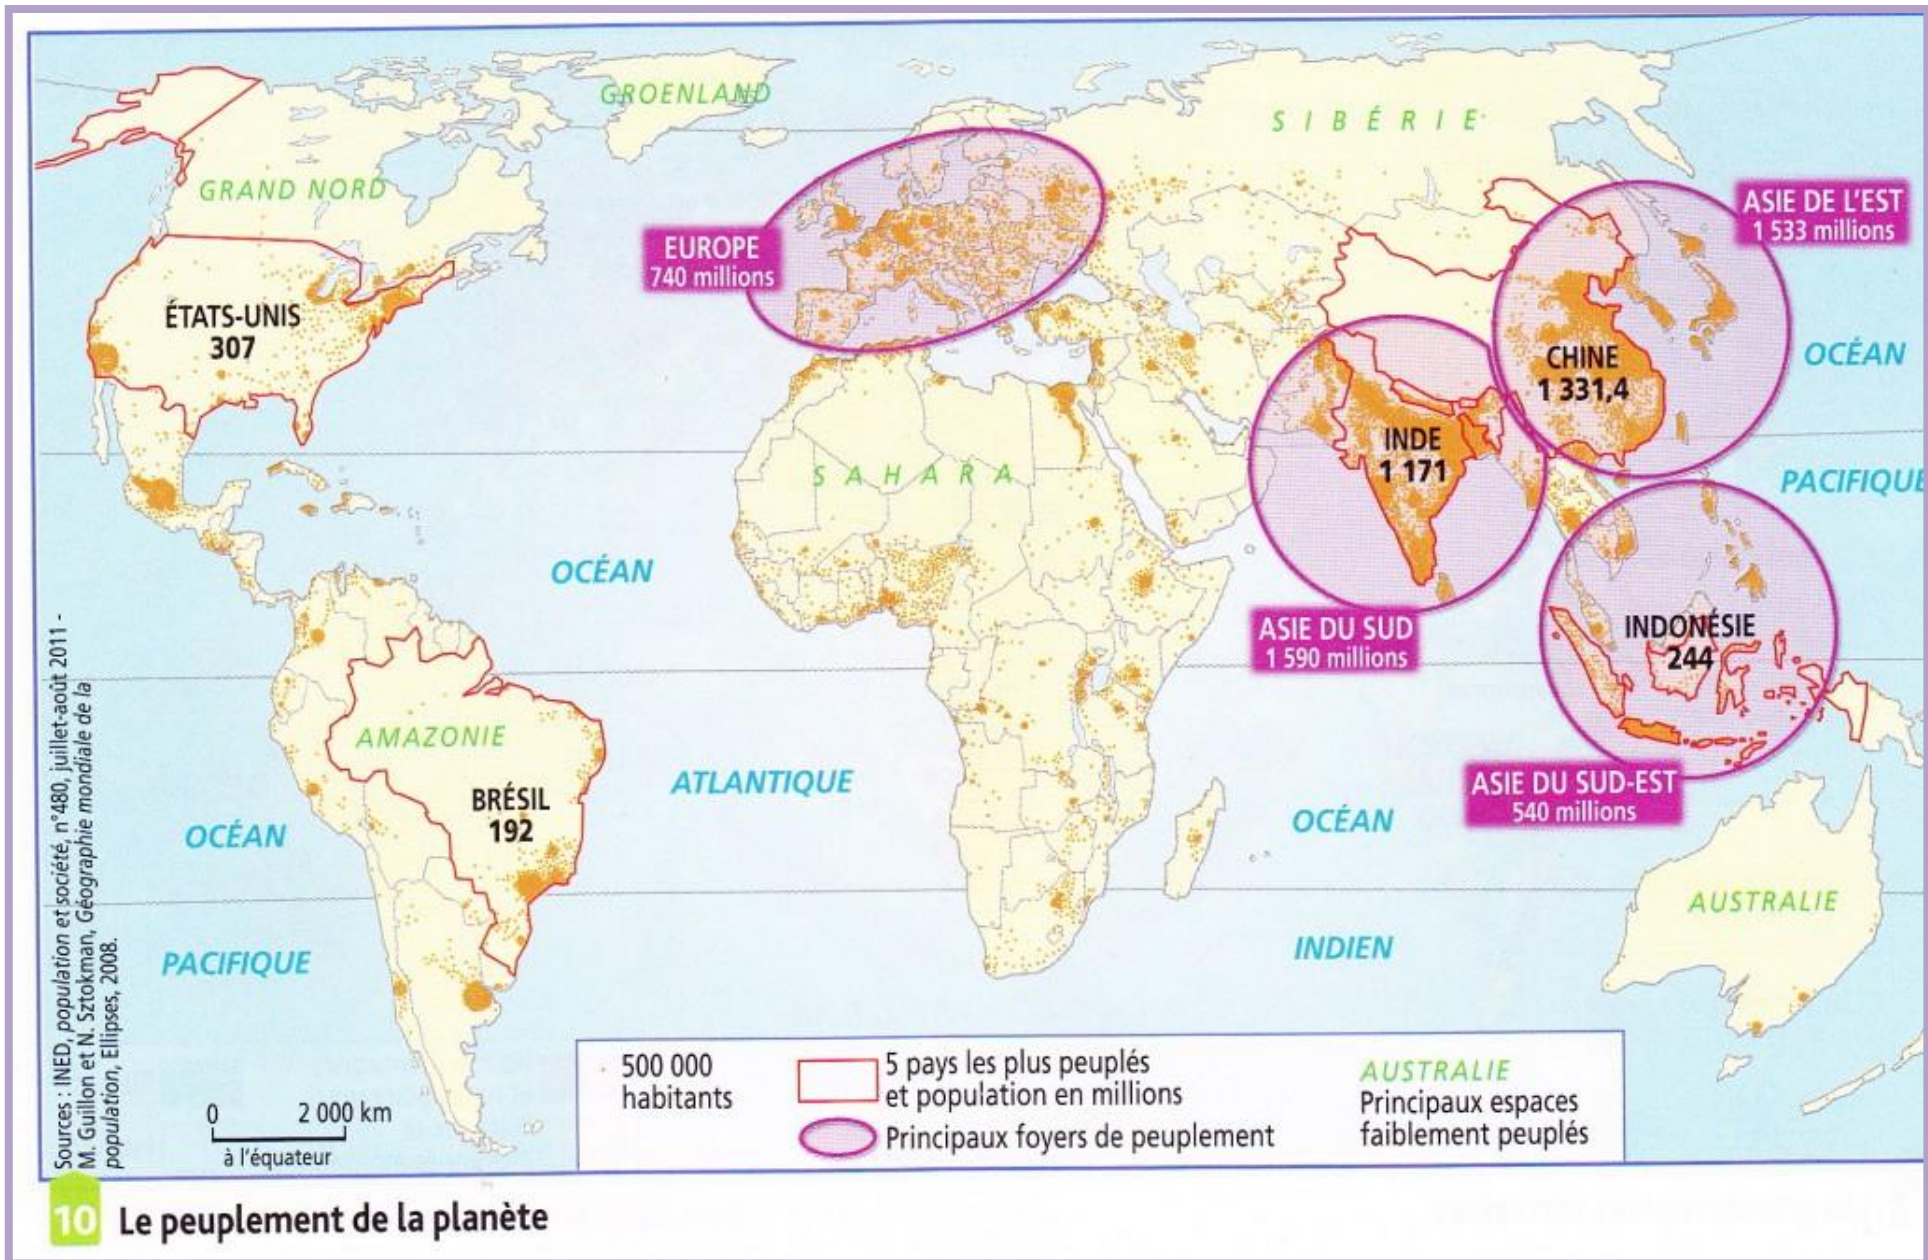 GROENLAND
SIBÉRIE
GRAND NORD
ASIE DE L'EST
1 533 millions
EUROPE
740 millions
ÉTATS-UNIS
307
CHINE
1 331,4
OCÉAN
INDE
1 171
PACIFIQUE
SAHARA
OCÉAN
ASIE DU SUD
1 590 millions
INDONÉSIE
244
AMAZONIE
BRÉSIL
192
ATLANTIQUE
ASIE DU SUD-EST
540 millions
OCÉAN
OCÉAN
AUSTRALIE
PACIFIQUE
INDIEN
Sources : INED, population et société, n°480, juillet-août 2011 -
M. Guillon et N. Sztokman, Géographie mondiale de la
population, Ellipses, 2008.
0 2 000 km
à l'équateur
500 000
habitants
5 pays les plus peuplés
et population en millions
Principaux foyers de peuplement
AUSTRALIE
Principaux espaces
faiblement peuplés
10 Le peuplement de la planète